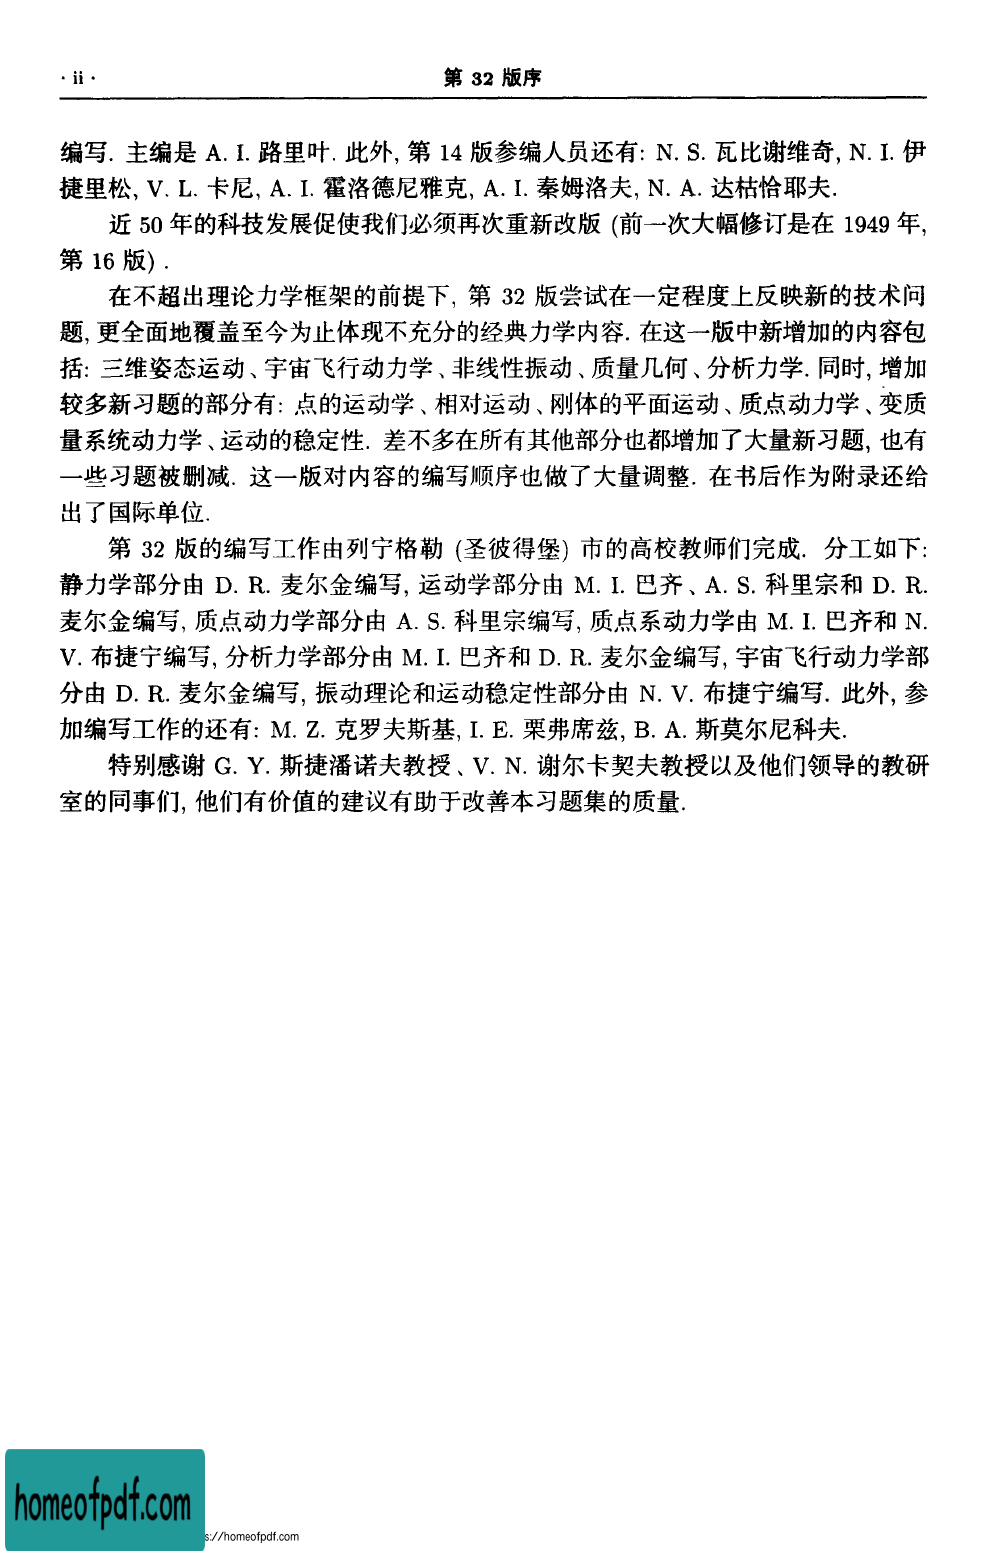 · ii ·
第 32 版序
编写. 主编是 A. I. 路里叶. 此外, 第 14 版参编人员还有: N. S. 瓦比谢维奇, N. I. 伊
捷里松, V. L. 卡尼, A. I. 霍洛德尼雅克, A. I. 秦姆洛夫, N. A. 达枯恰耶夫.
近 50 年的科技发展促使我们必须再次重新改版 (前一次大幅修订是在 1949 年,
第 16 版) .
在不超出理论力学框架的前提下, 第 32 版尝试在一定程度上反映新的技术问
题, 更全面地覆盖至今为止体现不充分的经典力学内容. 在这一版中新增加的内容包
括: 三维姿态运动、宇宙飞行动力学、非线性振动、质量几何、分析力学. 同时, 增加
较多新习题的部分有: 点的运动学、相对运动、刚体的平面运动、质点动力学、变质
量系统动力学、运动的稳定性. 差不多在所有其他部分也都增加了大量新习题, 也有
一些习题被删减. 这一版对内容的编写顺序也做了大量调整. 在书后作为附录还给
出了国际单位.
第 32 版的编写工作由列宁格勒 (圣彼得堡) 市的高校教师们完成. 分工如下:
静力学部分由 D. R. 麦尔金编写, 运动学部分由 M. I. 巴齐、A. S. 科里宗和 D. R.
麦尔金编写, 质点动力学部分由 A. S. 科里宗编写, 质点系动力学由 M. I. 巴齐和 N.
V. 布捷宁编写, 分析力学部分由 M. I. 巴齐和 D. R. 麦尔金编写, 宇宙飞行动力学部
分由 D. R. 麦尔金编写, 振动理论和运动稳定性部分由 N. V. 布捷宁编写. 此外, 参
加编写工作的还有: M. Z. 克罗夫斯基, I. E. 栗弗席兹, B. A. 斯莫尔尼科夫.
特别感谢 G. Y. 斯捷潘诺夫教授、V. N. 谢尔卡契夫教授以及他们领导的教研
室的同事们, 他们有价值的建议有助于改善本习题集的质量.
homeofpdf.com
s://homeofpdf.com